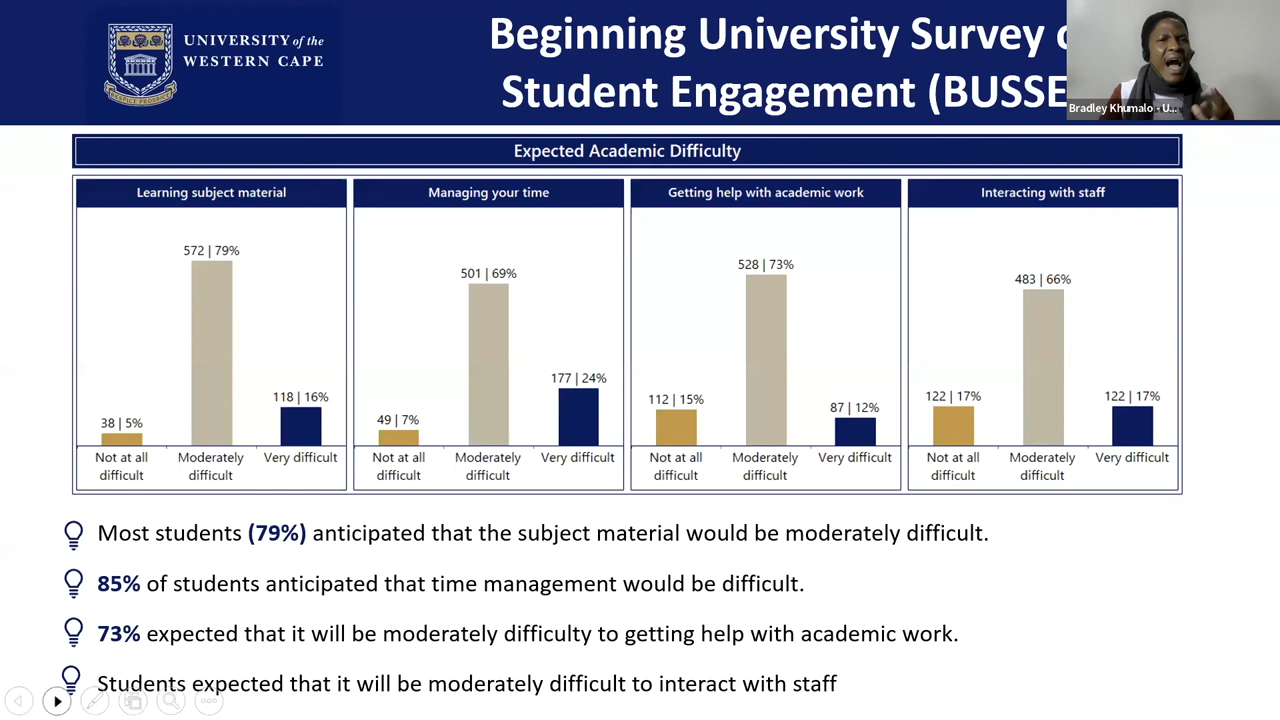 UNIVERSITY of the
WESTERN CAPE
RESPICE PROSPICE
Beginning University Survey
Student Engagement (BUSSE
Bradley Khumalo - U...
Expected Academic Difficulty
Learning subject material
572 | 79%
38 | 5%
118 | 16%
Not at all
difficult
Moderately
difficult
Very difficult
Managing your time
501 | 69%
49 | 7%
177 | 24%
Not at all
difficult
Moderately
difficult
Very difficult
Getting help with academic work
528 | 73%
112 | 15%
87 | 12%
Not at all
difficult
Moderately
difficult
Very difficult
Interacting with staff
483 | 66%
122 | 17%
122 | 17%
Not at all
difficult
Moderately
difficult
Very difficult
Most students (79%) anticipated that the subject material would be moderately difficult.
85% of students anticipated that time management would be difficult.
73% expected that it will be moderately difficulty to getting help with academic work.
Students expected that it will be moderately difficult to interact with staff